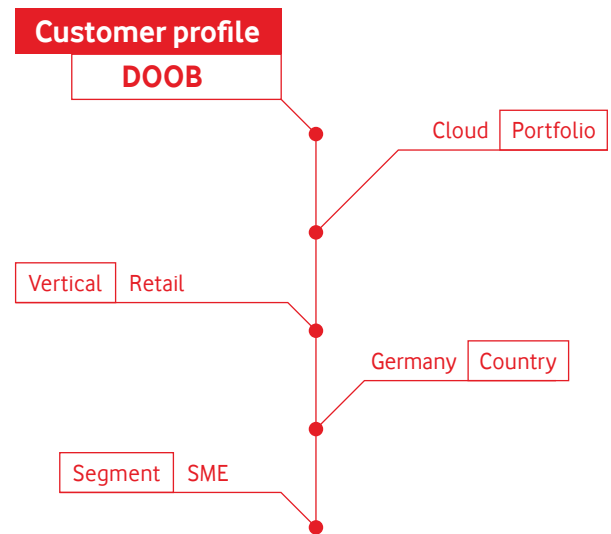 Customer profile
DOOB
Cloud Portfolio
Vertical Retail
Germany Country
Segment SME